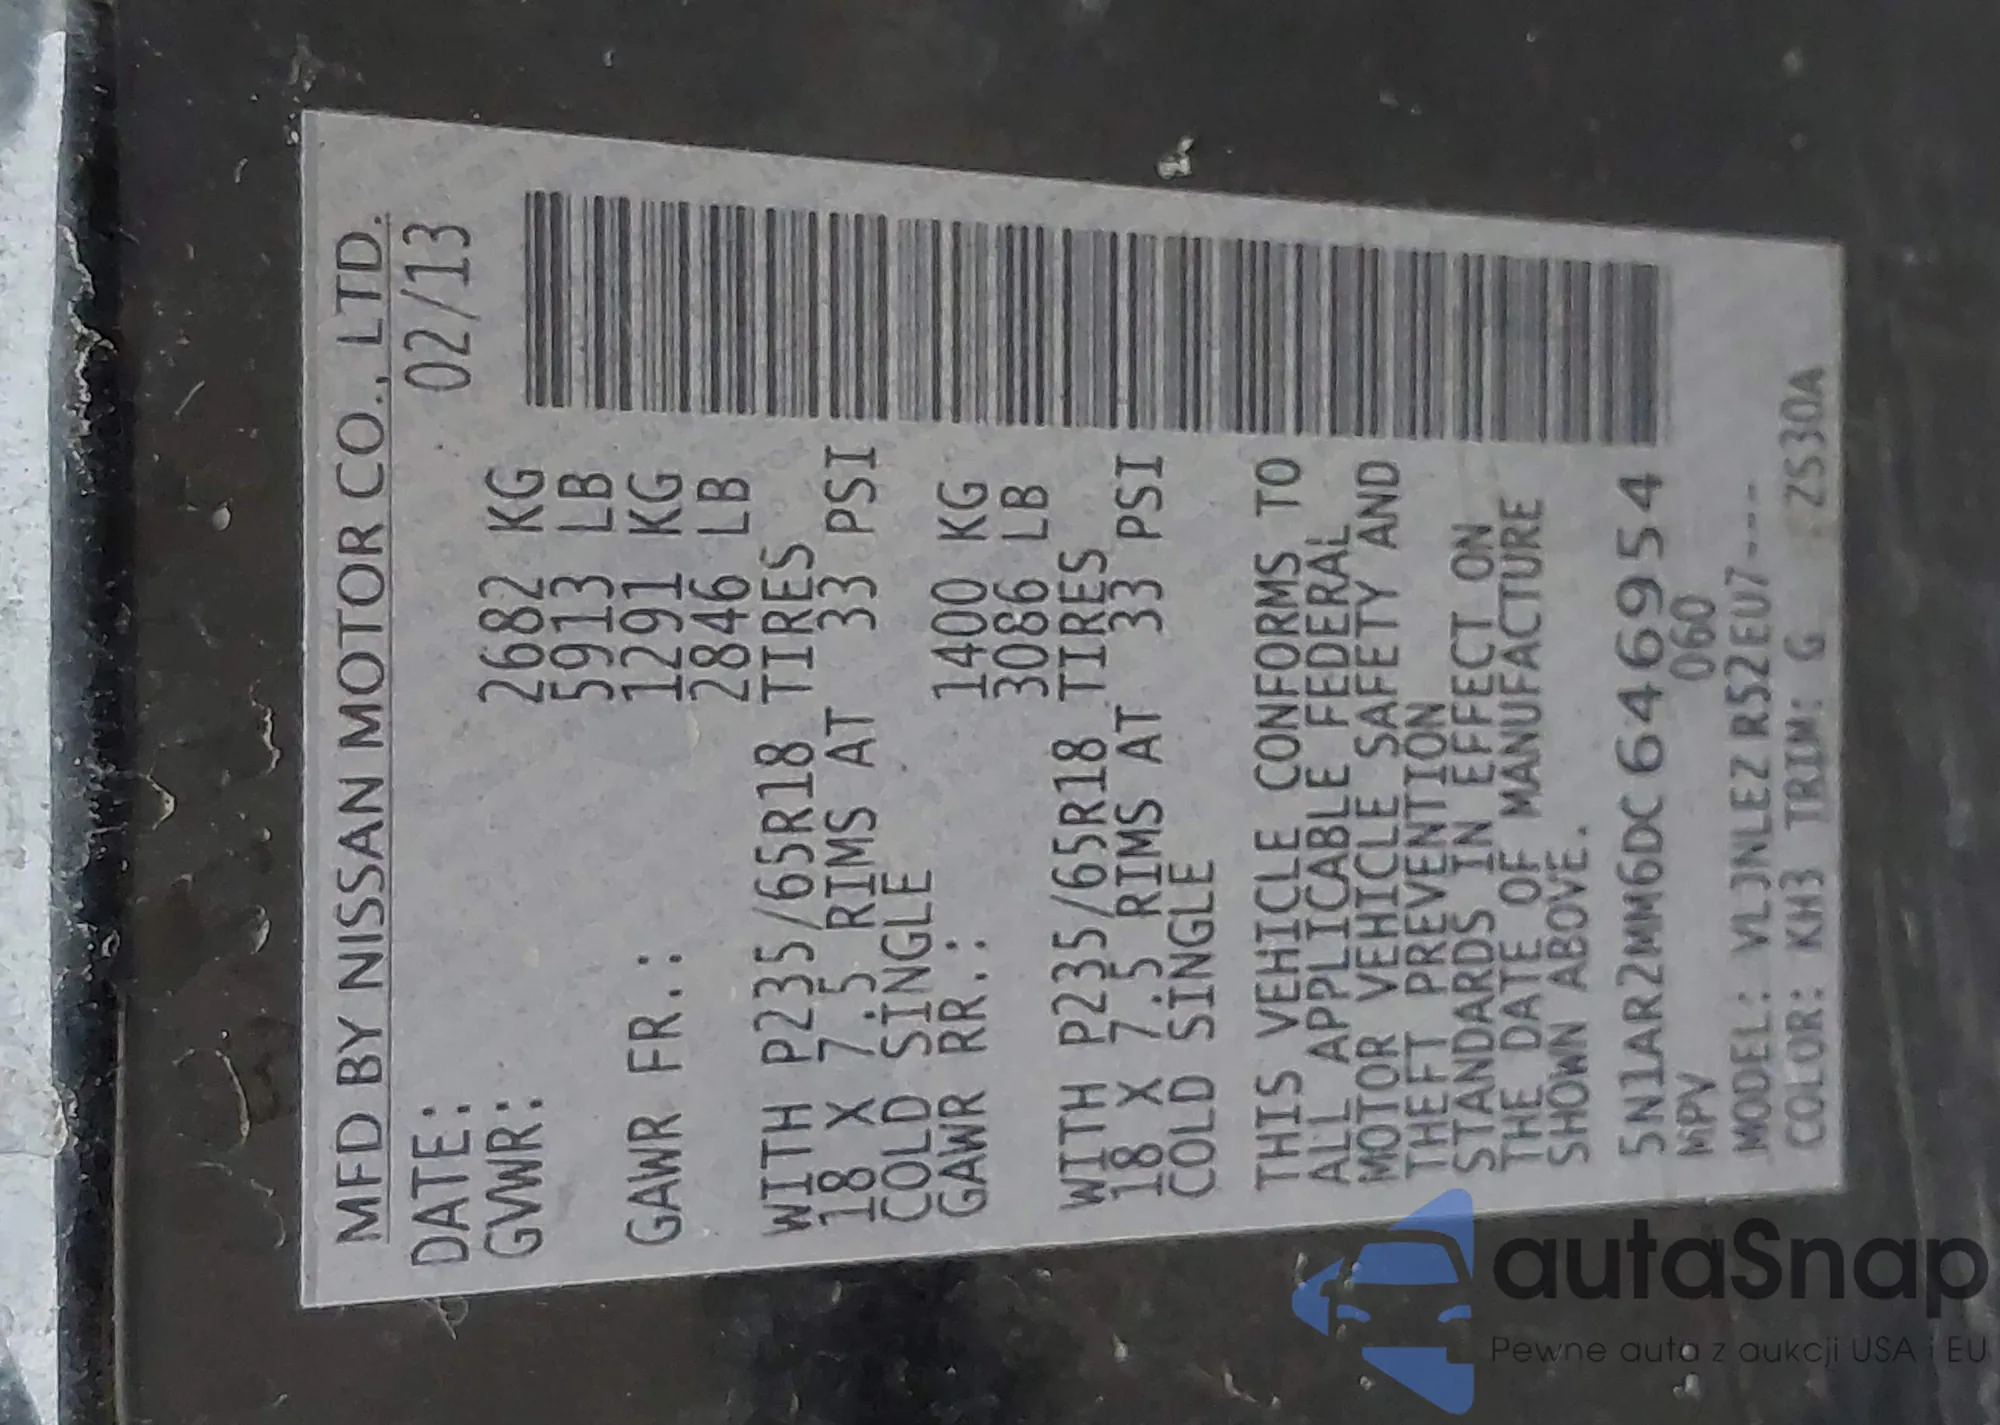 MFD BY NISSAN MOTOR CO., LTD.
DATE: 02/13
GVWR: 2682 KG
5913 LB
GAWR FR.: 1291 KG
2846 LB
WITH P235/65R18 TIRES
18 X 7.5 RIMS AT 33 PSI
COLD SINGLE
GAWR RR.: 1400 KG
3086 LB
WITH P235/65R18 TIRES
18 X 7.5 RIMS AT 33 PSI
COLD SINGLE
THIS VEHICLE CONFORMS TO
ALL APPLICABLE FEDERAL
MOTOR VEHICLE SAFETY AND
THEFT PREVENTION
STANDARDS IN EFFECT ON
THE DATE OF MANUFACTURE
SHOWN ABOVE.
5N1AR2MM6DC646954
MPV 060
MODEL: VLJNLEZ R52EU7---
COLOR: KH3 TRIM: G ZS30A
autaSnap
Pewne auta z aukcji USA i EU